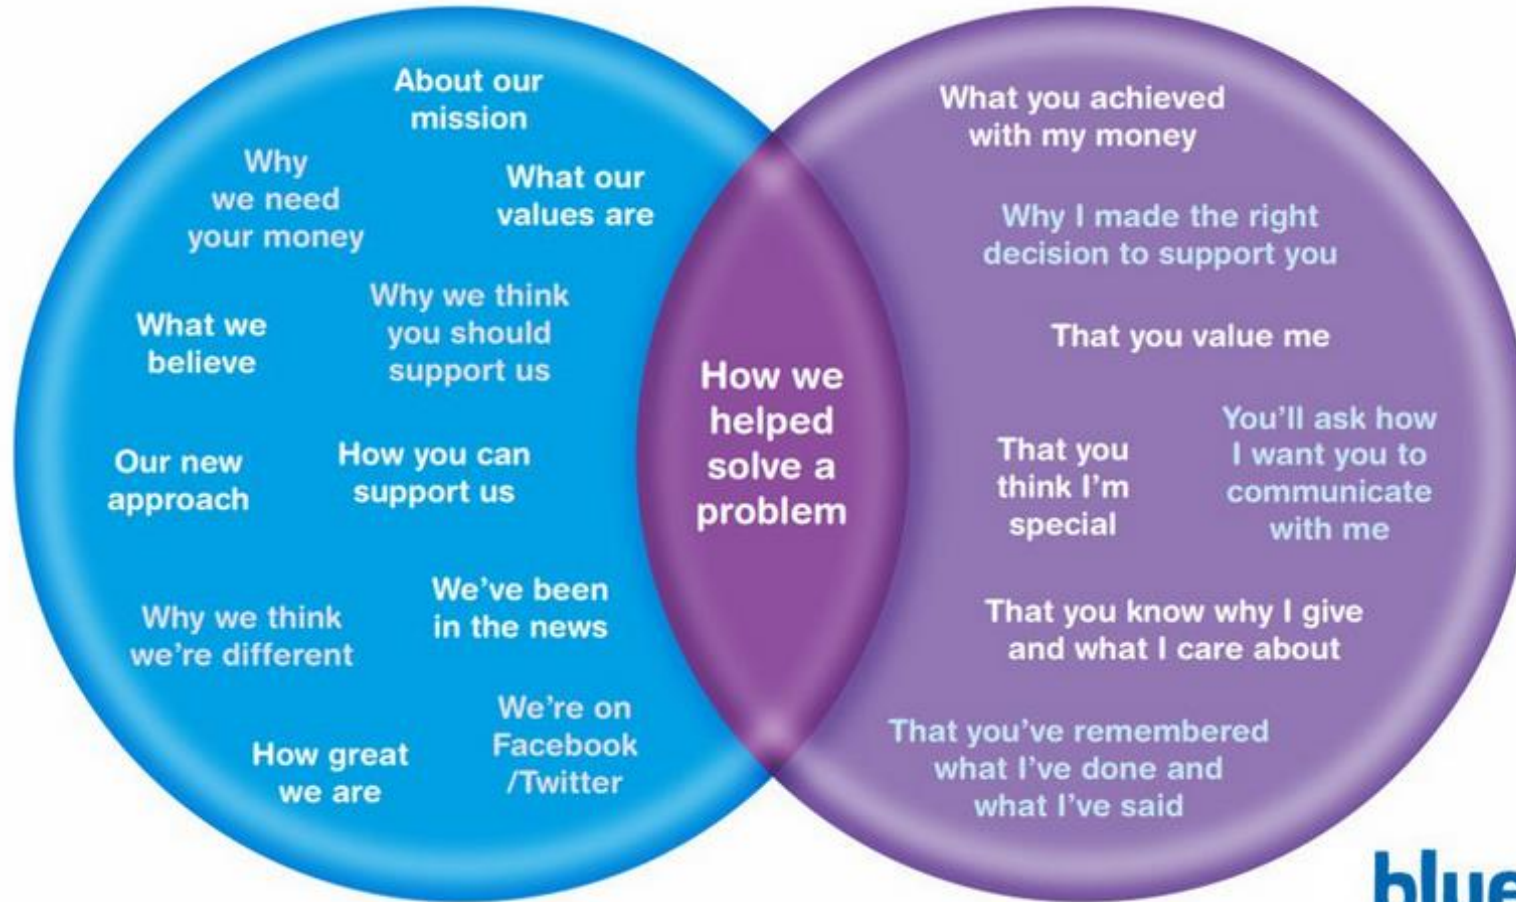 About our
mission
Why
we need
your money
What our
values are
What we
believe
Why we think
you should
support us
Our new
approach
How you can
support us
Why we think
we're different
We've been
in the news
How great
we are
We're on
Facebook
/Twitter
How we
helped
solve a
problem
What you achieved
with my money
Why I made the right
decision to support you
That you value me
That you
think I'm
special
You'll ask how
I want you to
communicate
with me
That you know why I give
and what I care about
That you've remembered
what I've done and
what I've said
blue